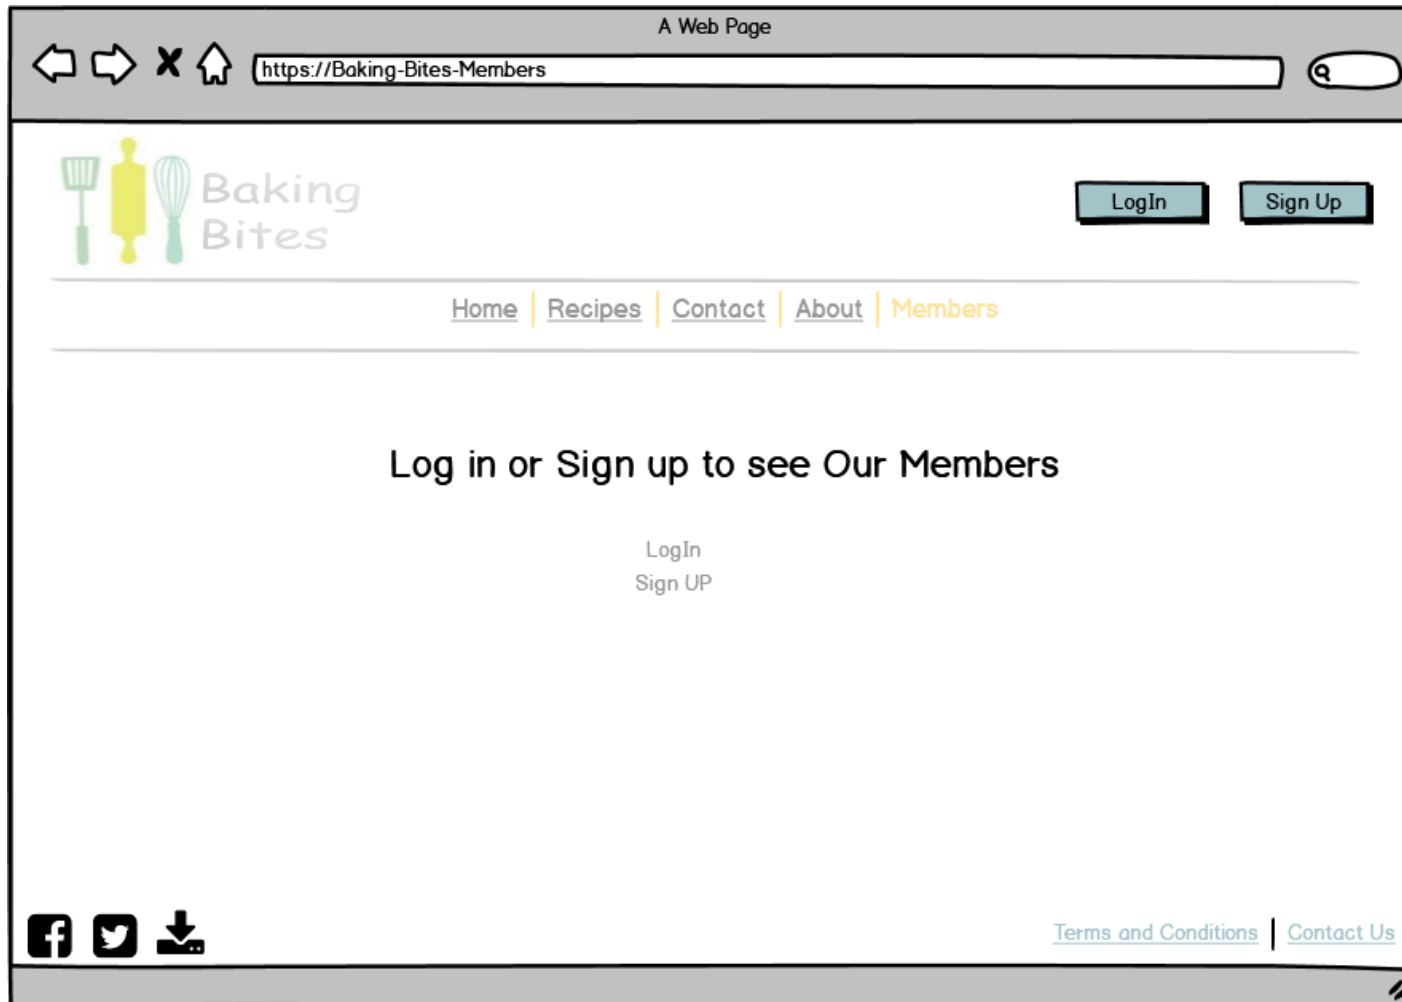 A Web Page
https://Baking-Bites-Members
Baking
Bites
LogIn
Sign Up
Home Recipes Contact About Members
Log in or Sign up to see Our Members
LogIn
Sign UP
Terms and Conditions Contact Us